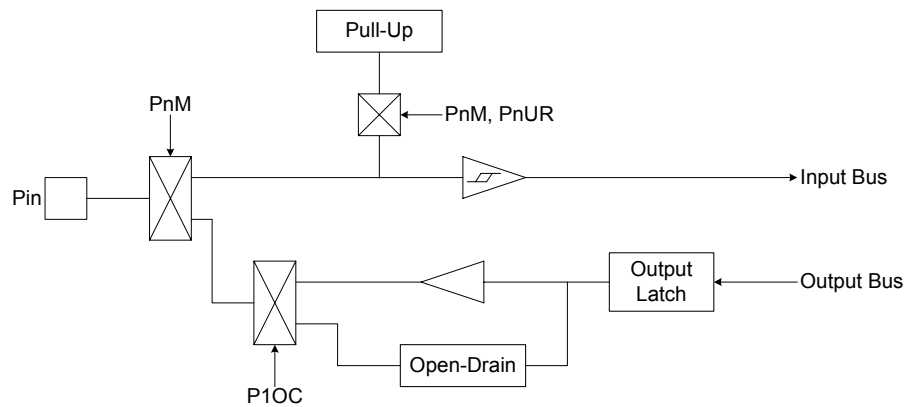 Pull-Up
PnM
PnM, PnUR
Pin
Input Bus
Output
Latch
Output Bus
Open-Drain
P1OC